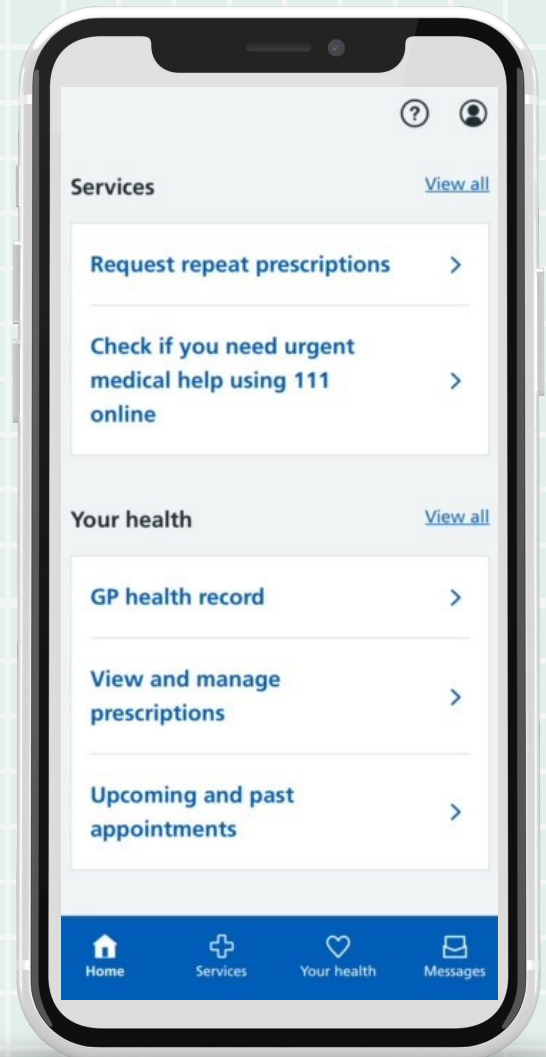 ?
Services
View all
Request repeat prescriptions
Check if you need urgent
medical help using 111
online
Your health
View all
GP health record
View and manage
prescriptions
Upcoming and past
appointments
Home
Services
Your health
Messages